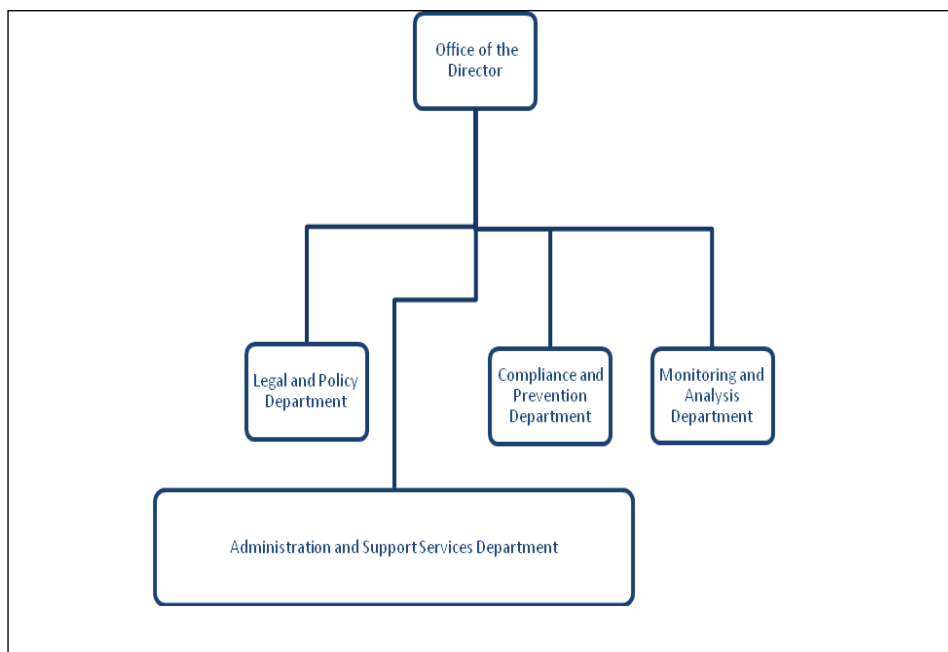 Office of the
Director
Legal and Policy
Department
Compliance and
Prevention
Department
Monitoring and
Analysis
Department
Administration and Support Services Department